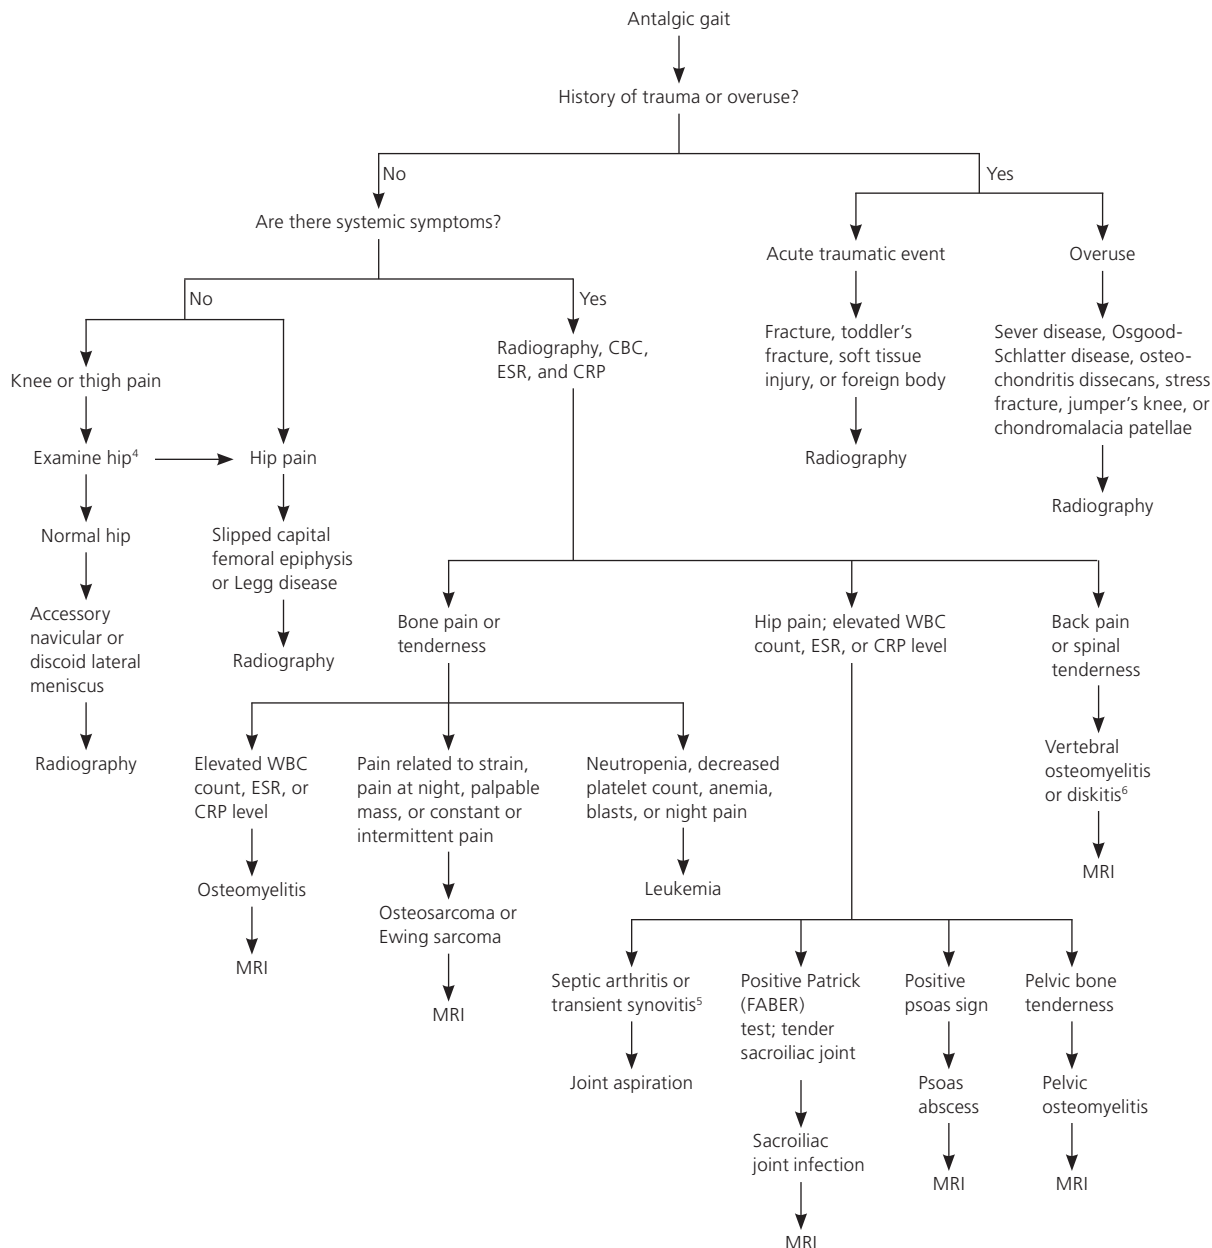 Antalgic gait
History of trauma or overuse?
No
Yes
Are there systemic symptoms?
Acute traumatic event
Overuse
No
Yes
Fracture, toddler's
fracture, soft tissue
injury, or foreign body
Sever disease, Osgood-
Schlatter disease, osteo-
chondritis dissecans, stress
fracture, jumper's knee, or
chondromalacia patellae
Radiography, CBC,
ESR, and CRP
Knee or thigh pain
Examine hip4
Hip pain
Radiography
Radiography
Normal hip
Slipped capital
femoral epiphysis
or Legg disease
Accessory
navicular or
discoid lateral
meniscus
Radiography
Bone pain or
tenderness
Hip pain; elevated WBC
count, ESR, or CRP level
Back pain
or spinal
tenderness
Radiography
Elevated WBC
count, ESR, or
CRP level
Pain related to strain,
pain at night, palpable
mass, or constant or
intermittent pain
Neutropenia, decreased
platelet count, anemia,
blasts, or night pain
Vertebral
osteomyelitis
or diskitis6
Osteomyelitis
Leukemia
MRI
Osteosarcoma or
Ewing sarcoma
MRI
MRI
Septic arthritis or
transient synovitis5
Positive Patrick
(FABER)
test; tender
sacroiliac joint
Positive
psoas sign
Pelvic bone
tenderness
Joint aspiration
Psoas
abscess
Pelvic
osteomyelitis
Sacroiliac
joint infection
MRI
MRI
MRI